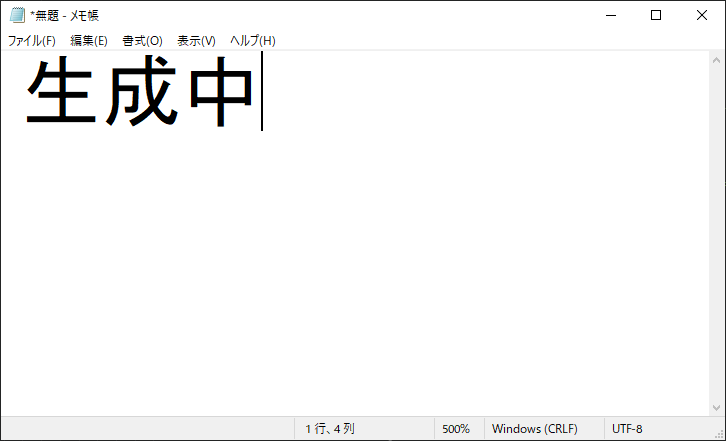 *無題 - メモ帳
ファイル(F) 編集(E) 書式(O) 表示(V) ヘルプ(H)
生成中
1 行、4 列 500% Windows (CRLF) UTF-8